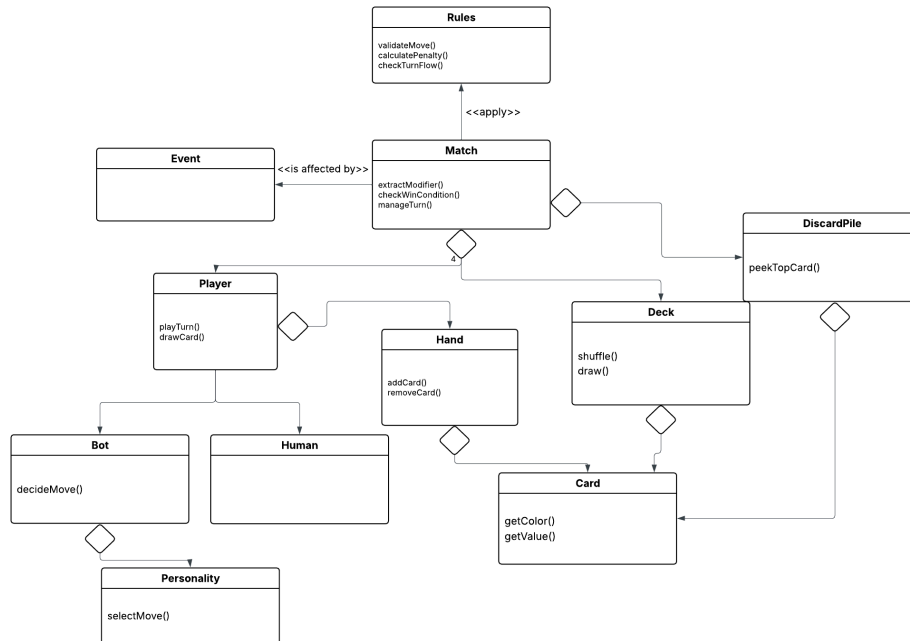 Rules
validateMove()
calculatePenalty()
checkTurnFlow()
<<apply>>
Match
extractModifier()
checkWinCondition()
manageTurn()
<<is affected by>>
Event
DiscardPile
peekTopCard()
4
Player
playTurn()
drawCard()
Hand
addCard()
removeCard()
Deck
shuffle()
draw()
Bot
decideMove()
Human
Card
getColor()
getValue()
Personality
selectMove()